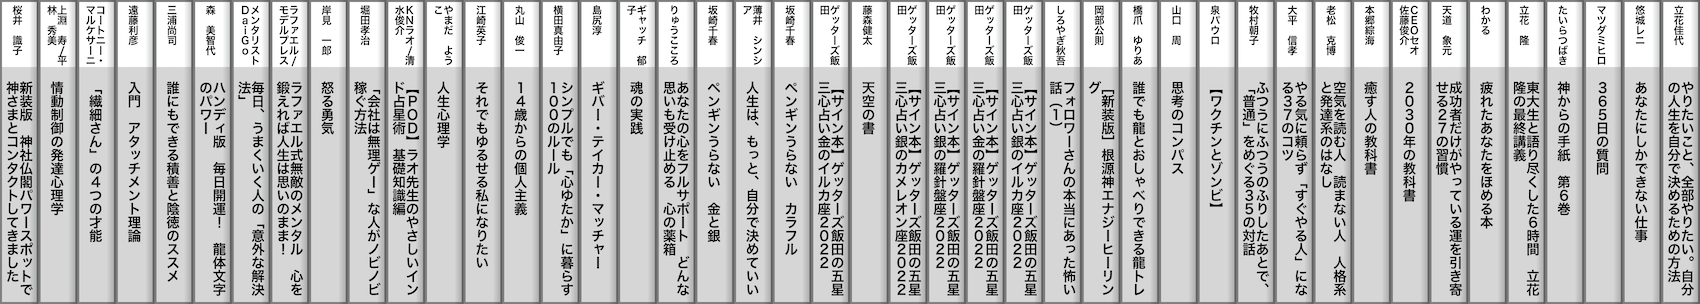 立花佳代
やりたいこと、全部やりたい。自分
の人生を自分で決めるための方法
悠城レニ
あなたにしかできない仕事
マツダミヒロ
365日の質問
たいらつばき
神からの手紙　第6巻
立花　隆
東大生と語り尽くした6時間　立花
隆の最終講義
わかる
疲れたあなたをほめる本
CEOセオ
佐藤俊介
2030年の教科書
天道　象元
成功者だけがやっている運を引き寄
せる27の習慣
本郷綜海
癒す人の教科書
老松　克博
空気を読む人　読まない人　人格系
と発達系のはなし
大平　信孝
やる気に頼らず「すぐやる人」にな
る37のコツ
牧村朝子
ふつうにふつうのふりしたあとで、
「普通」をめぐる35の対話
泉パウロ
【ワクチンとゾンビ】
山口　周
思考のコンパス
橋爪　ゆりあ
誰でも龍とおしゃべりできる龍トレ
岡部公則
［新装版］根源神エナジーヒーリン
グ
しろやぎ秋吾
フォロワーさんの本当にあった怖い
話（1）
ゲッターズ飯
田
【サイン本】ゲッターズ飯田の五星
三心占い銀のイルカ座2022
ゲッターズ飯
田
【サイン本】ゲッターズ飯田の五星
三心占い金の羅針盤座2022
ゲッターズ飯
田
【サイン本】ゲッターズ飯田の五星
三心占い銀の羅針盤座2022
ゲッターズ飯
田
【サイン本】ゲッターズ飯田の五星
三心占い銀のカメレオン座2022
藤森健太
天空の書
ゲッターズ飯
田
【サイン本】ゲッターズ飯田の五星
三心占い金のイルカ座2022
坂崎千春
ペンギンうらない　カラフル
薄井　シンシ
ア
人生は、もっと、自分で決めていい
坂崎千春
ペンギンうらない　金と銀
りゅうこころ
あなたの心をフルサポート　どんな
思いも受け止める　心の薬箱
ギャッチ　郁
子
魂の実践
島尻淳
ギバー・テイカー・マッチャー
横田真由子
シンプルでも「心ゆたか」に暮らす
100のルール
丸山　俊一
14歳からの個人主義
江崎英子
それでもゆるせる私になりたい
やまだ　よう
こ
人生心理学
KNラオ/清
水俊介
【POD】ラオ先生のやさしいイン
ド占星術　基礎知識編
堀田孝治
「会社は無理ゲー」な人がノビノビ
稼ぐ方法
岸見　一郎
怒る勇気
ラファエル/
モデルプレス
ラファエル式無敵のメンタル　心を
鍛えれば人生は思いのまま！
メンタリスト
DaiGo
毎日、うまくいく人の「意外な解決
法」
森　美智代
ハンディ版　毎日開運！　龍体文字
のパワー
三浦尚司
誰にもできる積善と陰徳のススメ
遠藤利彦
入門　アタッチメント理論
コートニー・
マルケサーニ
「繊細さん」の4つの才能
上淵　寿/平
林　秀美
情動制御の発達心理学
桜井　識子
新装版　神社仏閣パワースポットで
神さまとコンタクトしてきました